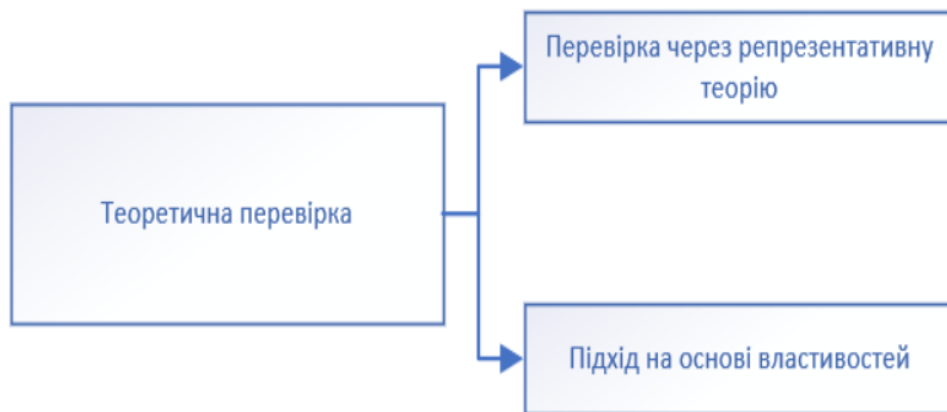 Перевірка через репрезентативну
теорію
Теоретична перевірка
Підхід на основі властивостей